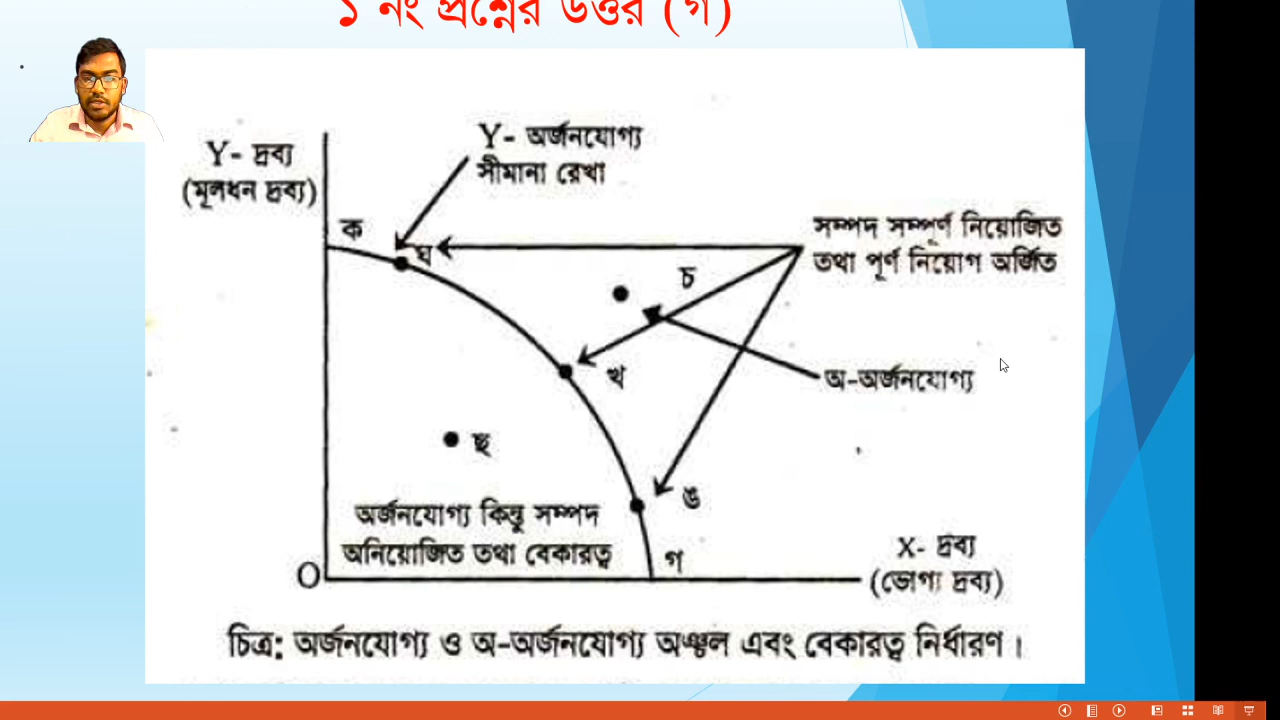 ১ নং প্রশ্নের উত্তর (গ)
Y- অর্জনযোগ্য
সীমানা রেখা
Y- দ্রব্য
(মূলধন দ্রব্য)
ক
ঘ
সম্পদ সম্পূর্ণ নিয়োজিত
তথা পূর্ণ নিয়োগ অর্জিত
চ
খ
অ-অর্জনযোগ্য
ছ
ঙ
অর্জনযোগ্য কিন্তু সম্পদ
অনিয়োজিত তথা বেকারত্ব
গ
O
X- দ্রব্য
(ভোগ্য দ্রব্য)
চিত্র: অর্জনযোগ্য ও অ-অর্জনযোগ্য অঞ্চল এবং বেকারত্ব নির্ধারণ।